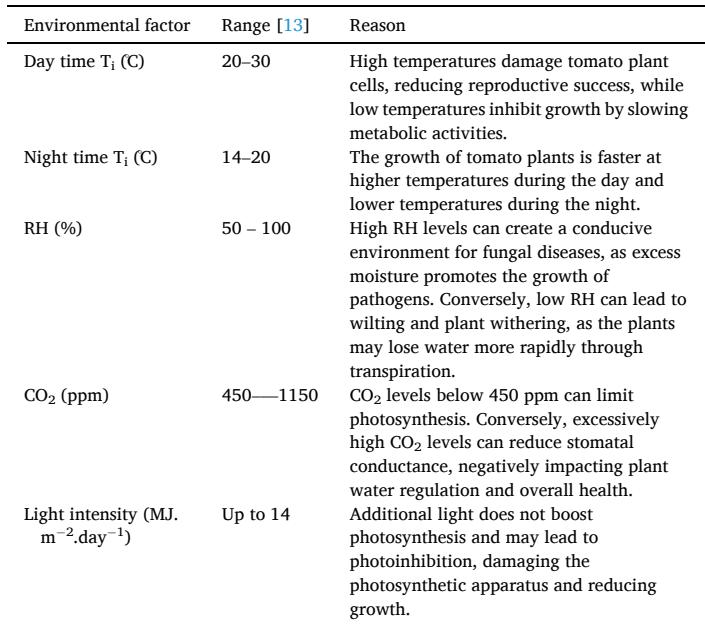 Environmental factor Range [13] Reason
Day time Ti (C) 20–30 High temperatures damage tomato plant
cells, reducing reproductive success, while
low temperatures inhibit growth by slowing
metabolic activities.
Night time Ti (C) 14–20 The growth of tomato plants is faster at
higher temperatures during the day and
lower temperatures during the night.
RH (%) 50 – 100 High RH levels can create a conducive
environment for fungal diseases, as excess
moisture promotes the growth of
pathogens. Conversely, low RH can lead to
wilting and plant withering, as the plants
may lose water more rapidly through
transpiration.
CO₂ (ppm) 450—–1150 CO₂ levels below 450 ppm can limit
photosynthesis. Conversely, excessively
high CO₂ levels can reduce stomatal
conductance, negatively impacting plant
water regulation and overall health.
Light intensity (MJ. Up to 14 Additional light does not boost
m⁻².day⁻¹) photosynthesis and may lead to
photoinhibition, damaging the
photosynthetic apparatus and reducing
growth.